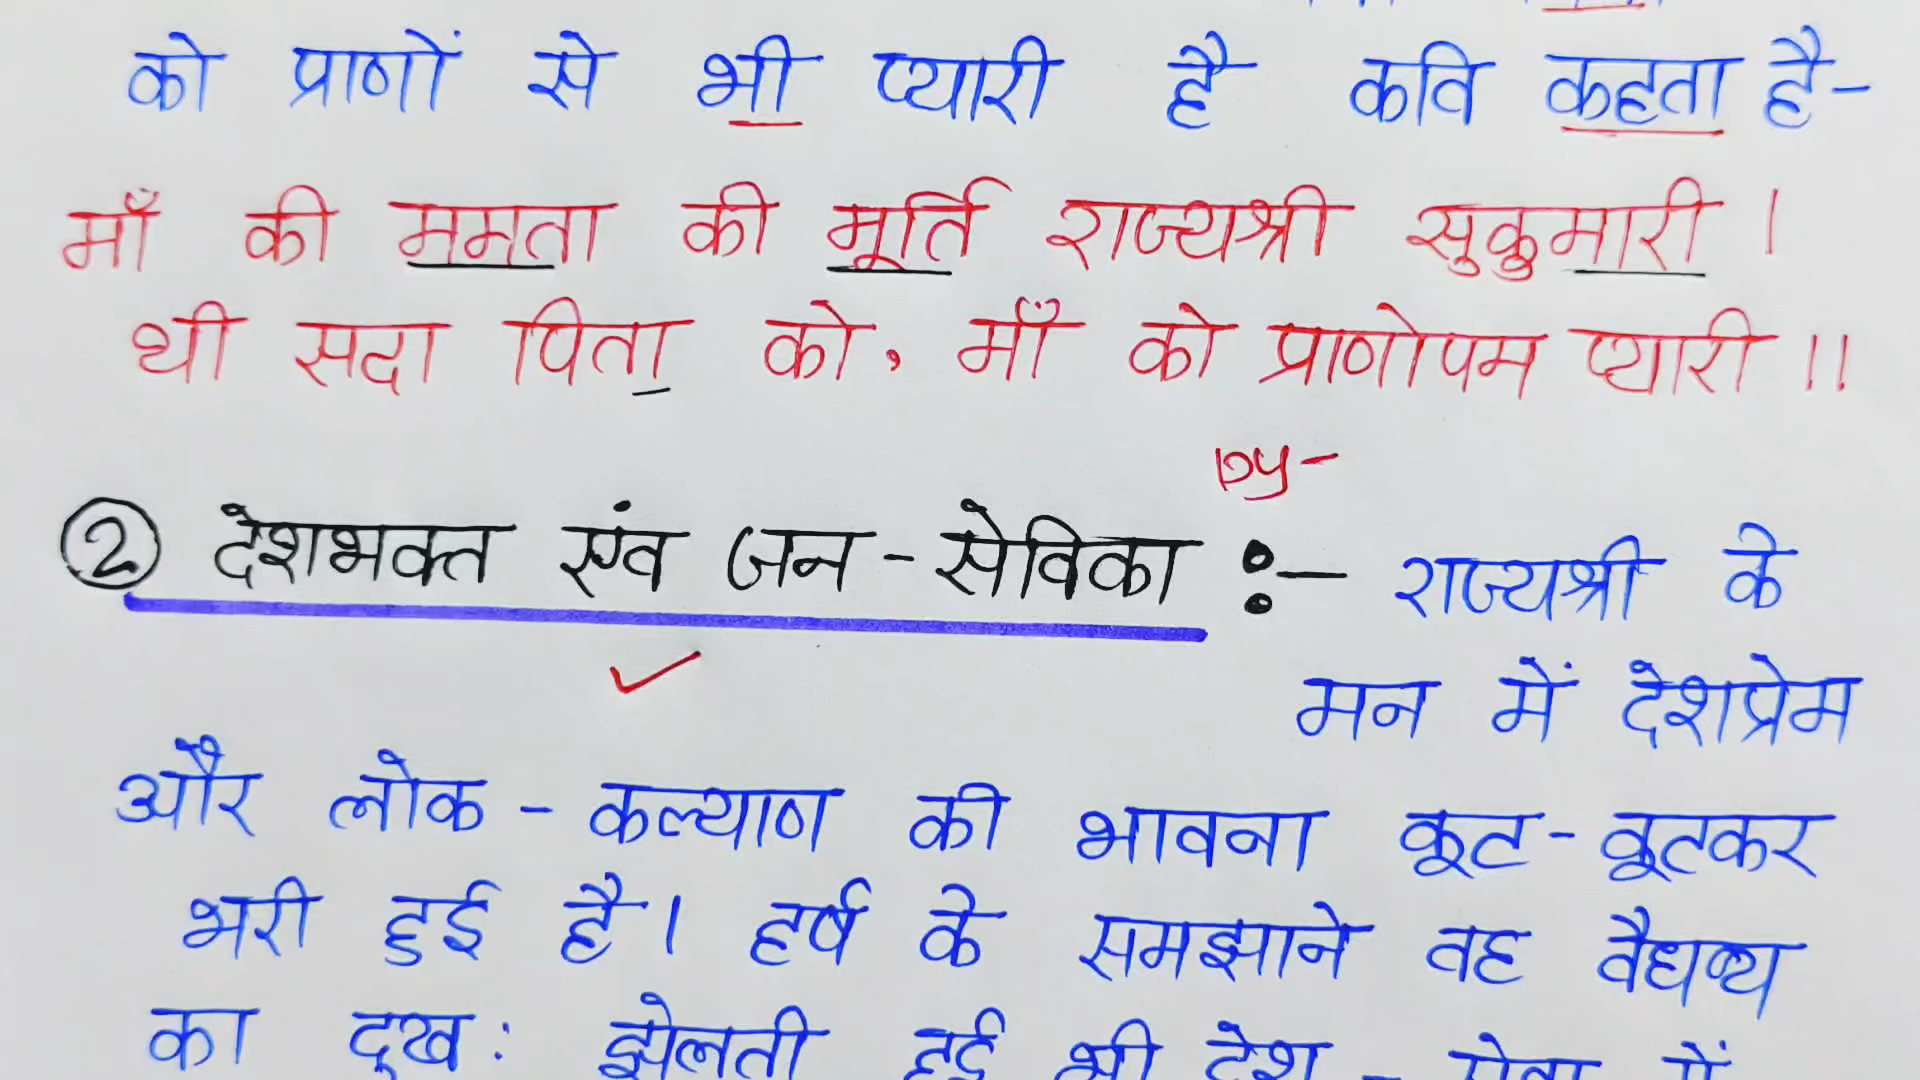 को प्राणों से भी प्यारी है कवि कहता है-
माँ की ममता की मूर्ति राज्यश्री सुकुमारी ।
थी सदा पिता को, माँ को प्राणोपम प्यारी ।।
By-
② देशभक्त एंव जन-सेविका :- राज्यश्री के
मन में देशप्रेम
और लोक-कल्याण की भावना कूट-कूटकर
भरी हुई है। हर्ष के समझाने वह वैधव्य
का दुख: झेलती हुई भी देश-सेवा में